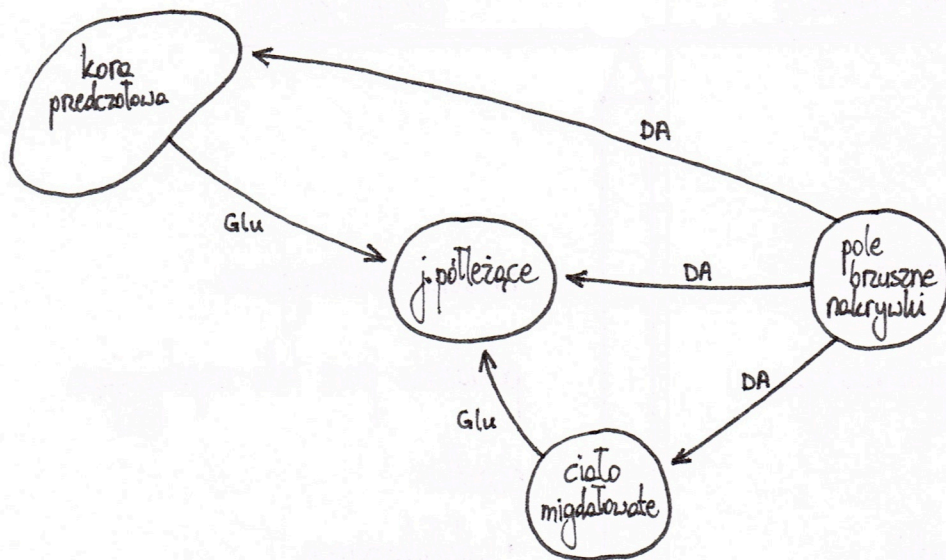 kora
przedczołowa
DA
Glu
j. półleżące
DA
pole
brzuszne
nakrywki
DA
Glu
ciało
migdałowate